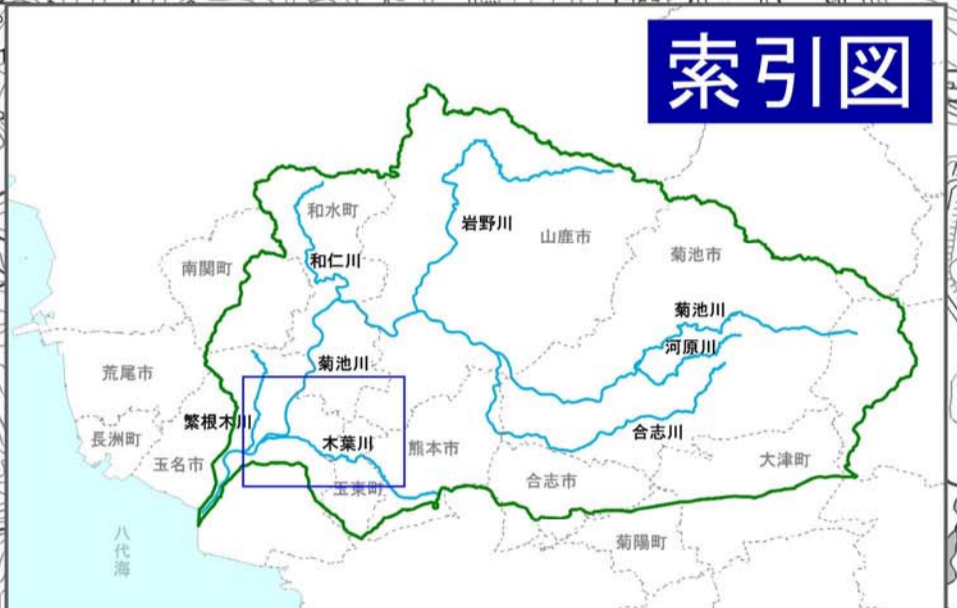 索引図
和水町
岩野川
山鹿市
菊池市
南関町
和仁川
菊池川
河原川
菊池川
荒尾市
繁根木川
長洲町
木葉川
熊本市
合志川
玉名市
大津町
玉東町
合志市
菊陽町
八代海